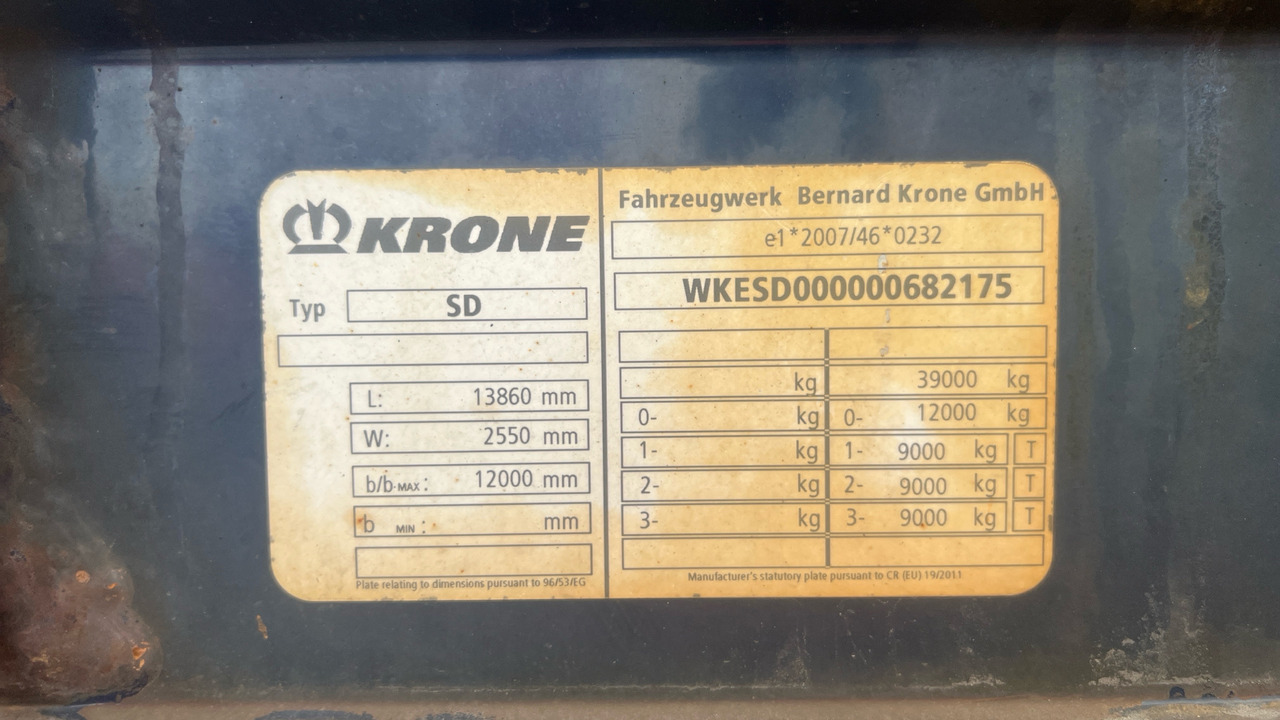 KRONE
Typ SD
L: 13860 mm
W: 2550 mm
b/b-MAX: 12000 mm
b MIN: mm
Plate relating to dimensions pursuant to 96/53/EG
Fahrzeugwerk Bernard Krone GmbH
e1*2007/46*0232
WKESD000000682175
kg 39000 kg
0- kg 0- 12000 kg
1- kg 1- 9000 kg T
2- kg 2- 9000 kg T
3- kg 3- 9000 kg T
Manufacturer's statutory plate pursuant to CR (EU) 19/2011